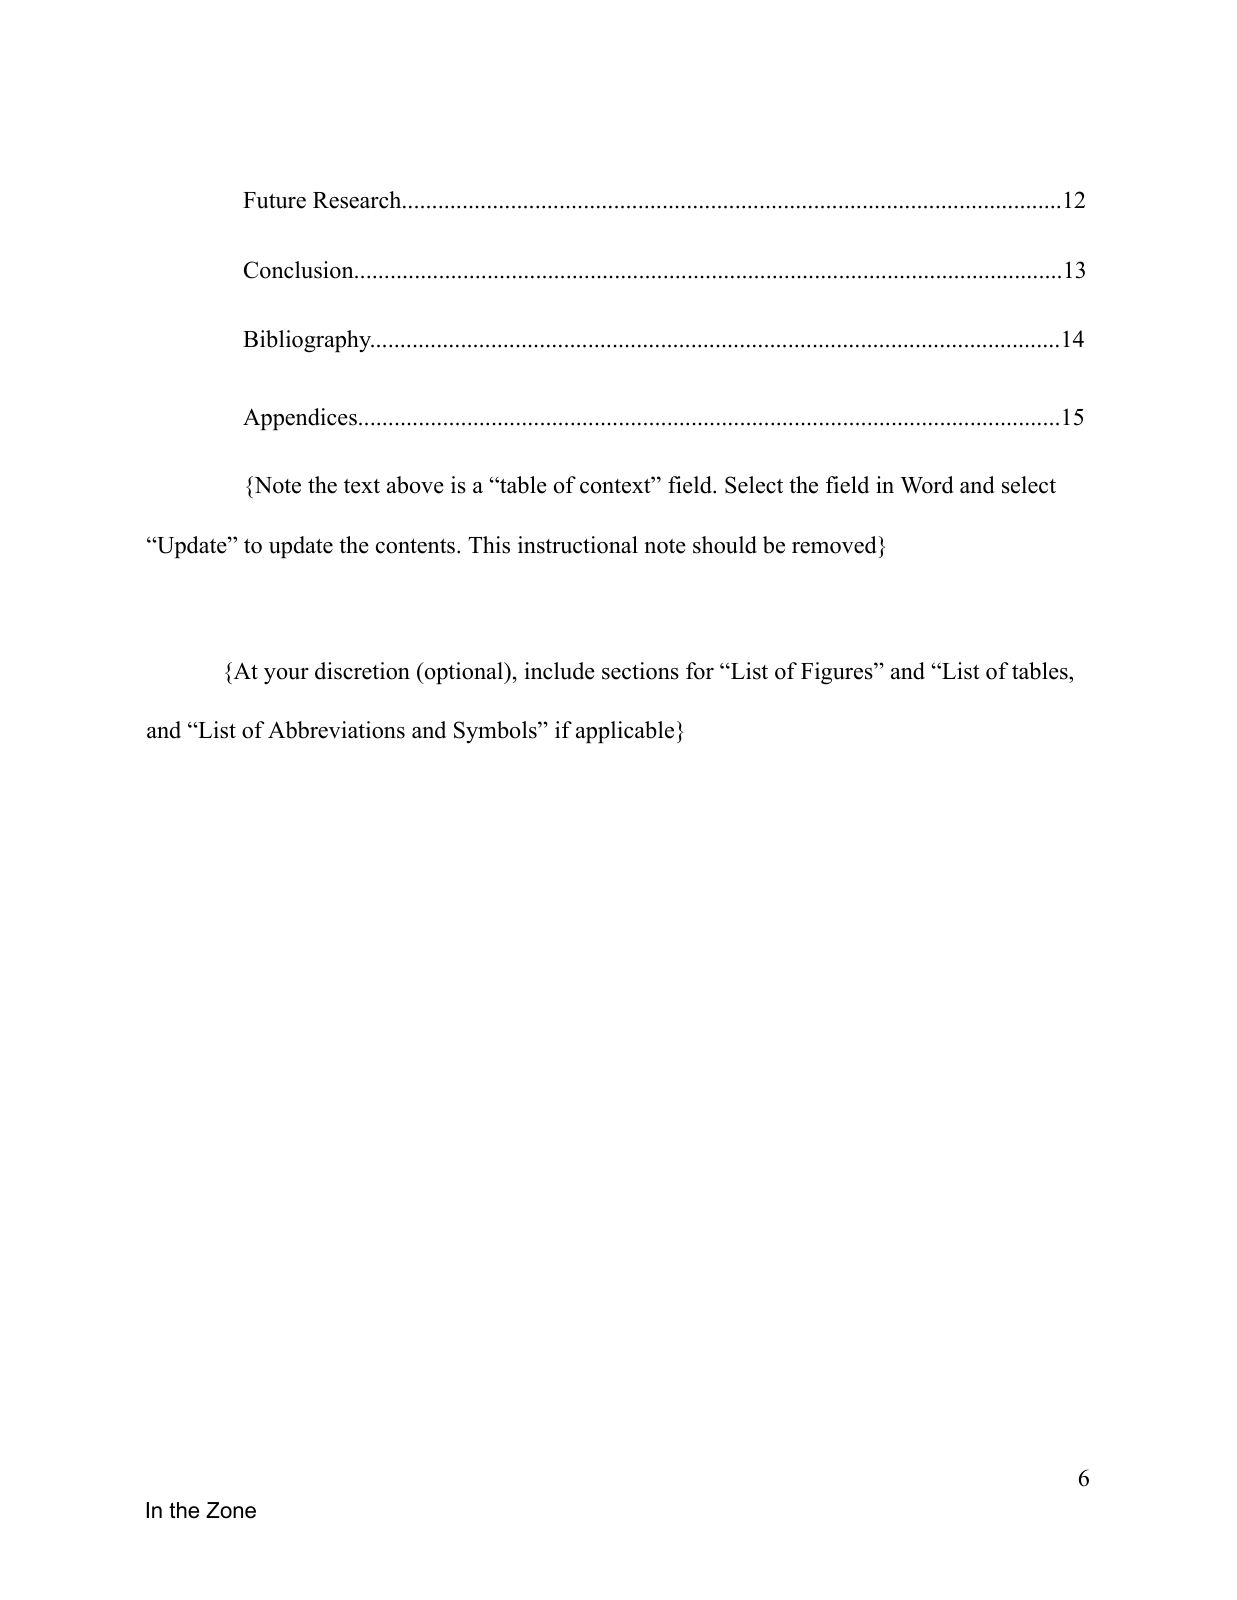 Future Research..............................................................................................................12
Conclusion......................................................................................................................13
Bibliography...................................................................................................................14
Appendices.....................................................................................................................15
{Note the text above is a “table of context” field. Select the field in Word and select
“Update” to update the contents. This instructional note should be removed}
{At your discretion (optional), include sections for “List of Figures” and “List of tables,
and “List of Abbreviations and Symbols” if applicable}
6
In the Zone